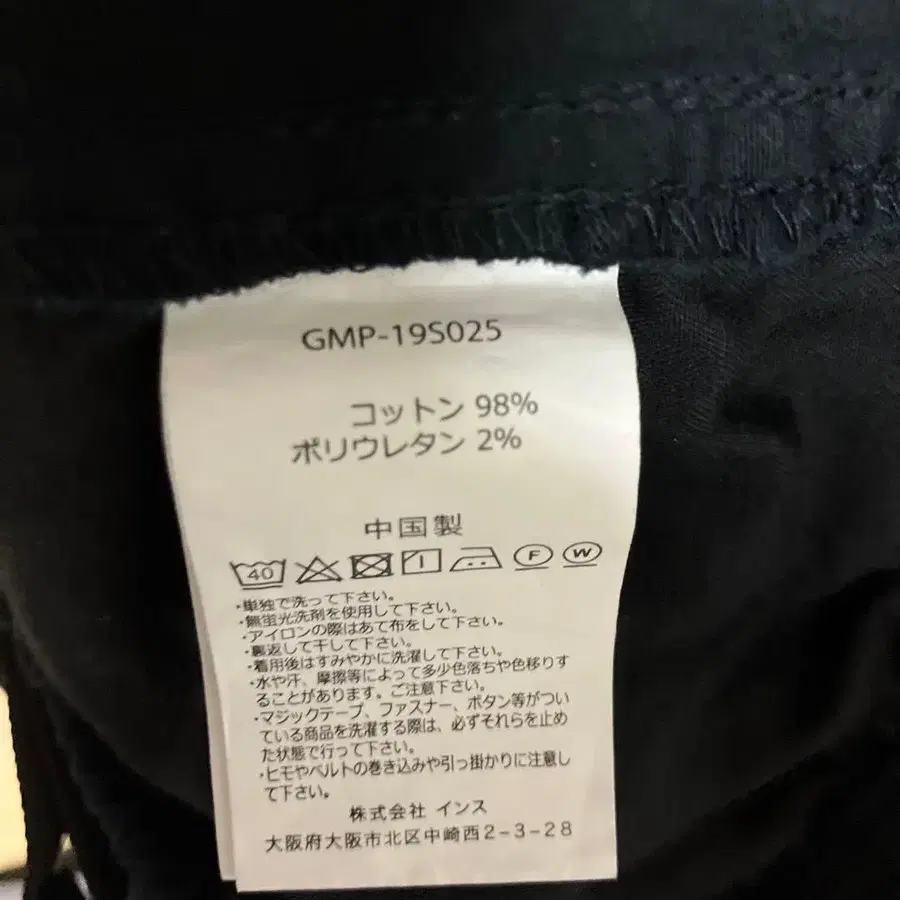 GMP-19S025
コットン 98%
ポリウレタン 2%
中国製
40 F W
・単独で洗って下さい。
・無蛍光洗剤を使用して下さい。
・アイロンの際はあて布をして下さい。
・裏返して干して下さい。
・着用後はすみやかに洗濯して下さい。
・水や汗、摩擦等によって多少色落ちや色移りす
ることがあります。ご注意下さい。
・マジックテープ、ファスナー、ボタン等がつい
ている商品を洗濯する際は、必ずそれらを止め
た状態で行って下さい。
・ヒモやベルトの巻き込みや引っ掛かりに注意し
て下さい。
株式会社 インス
大阪府大阪市北区中崎西2-3-28